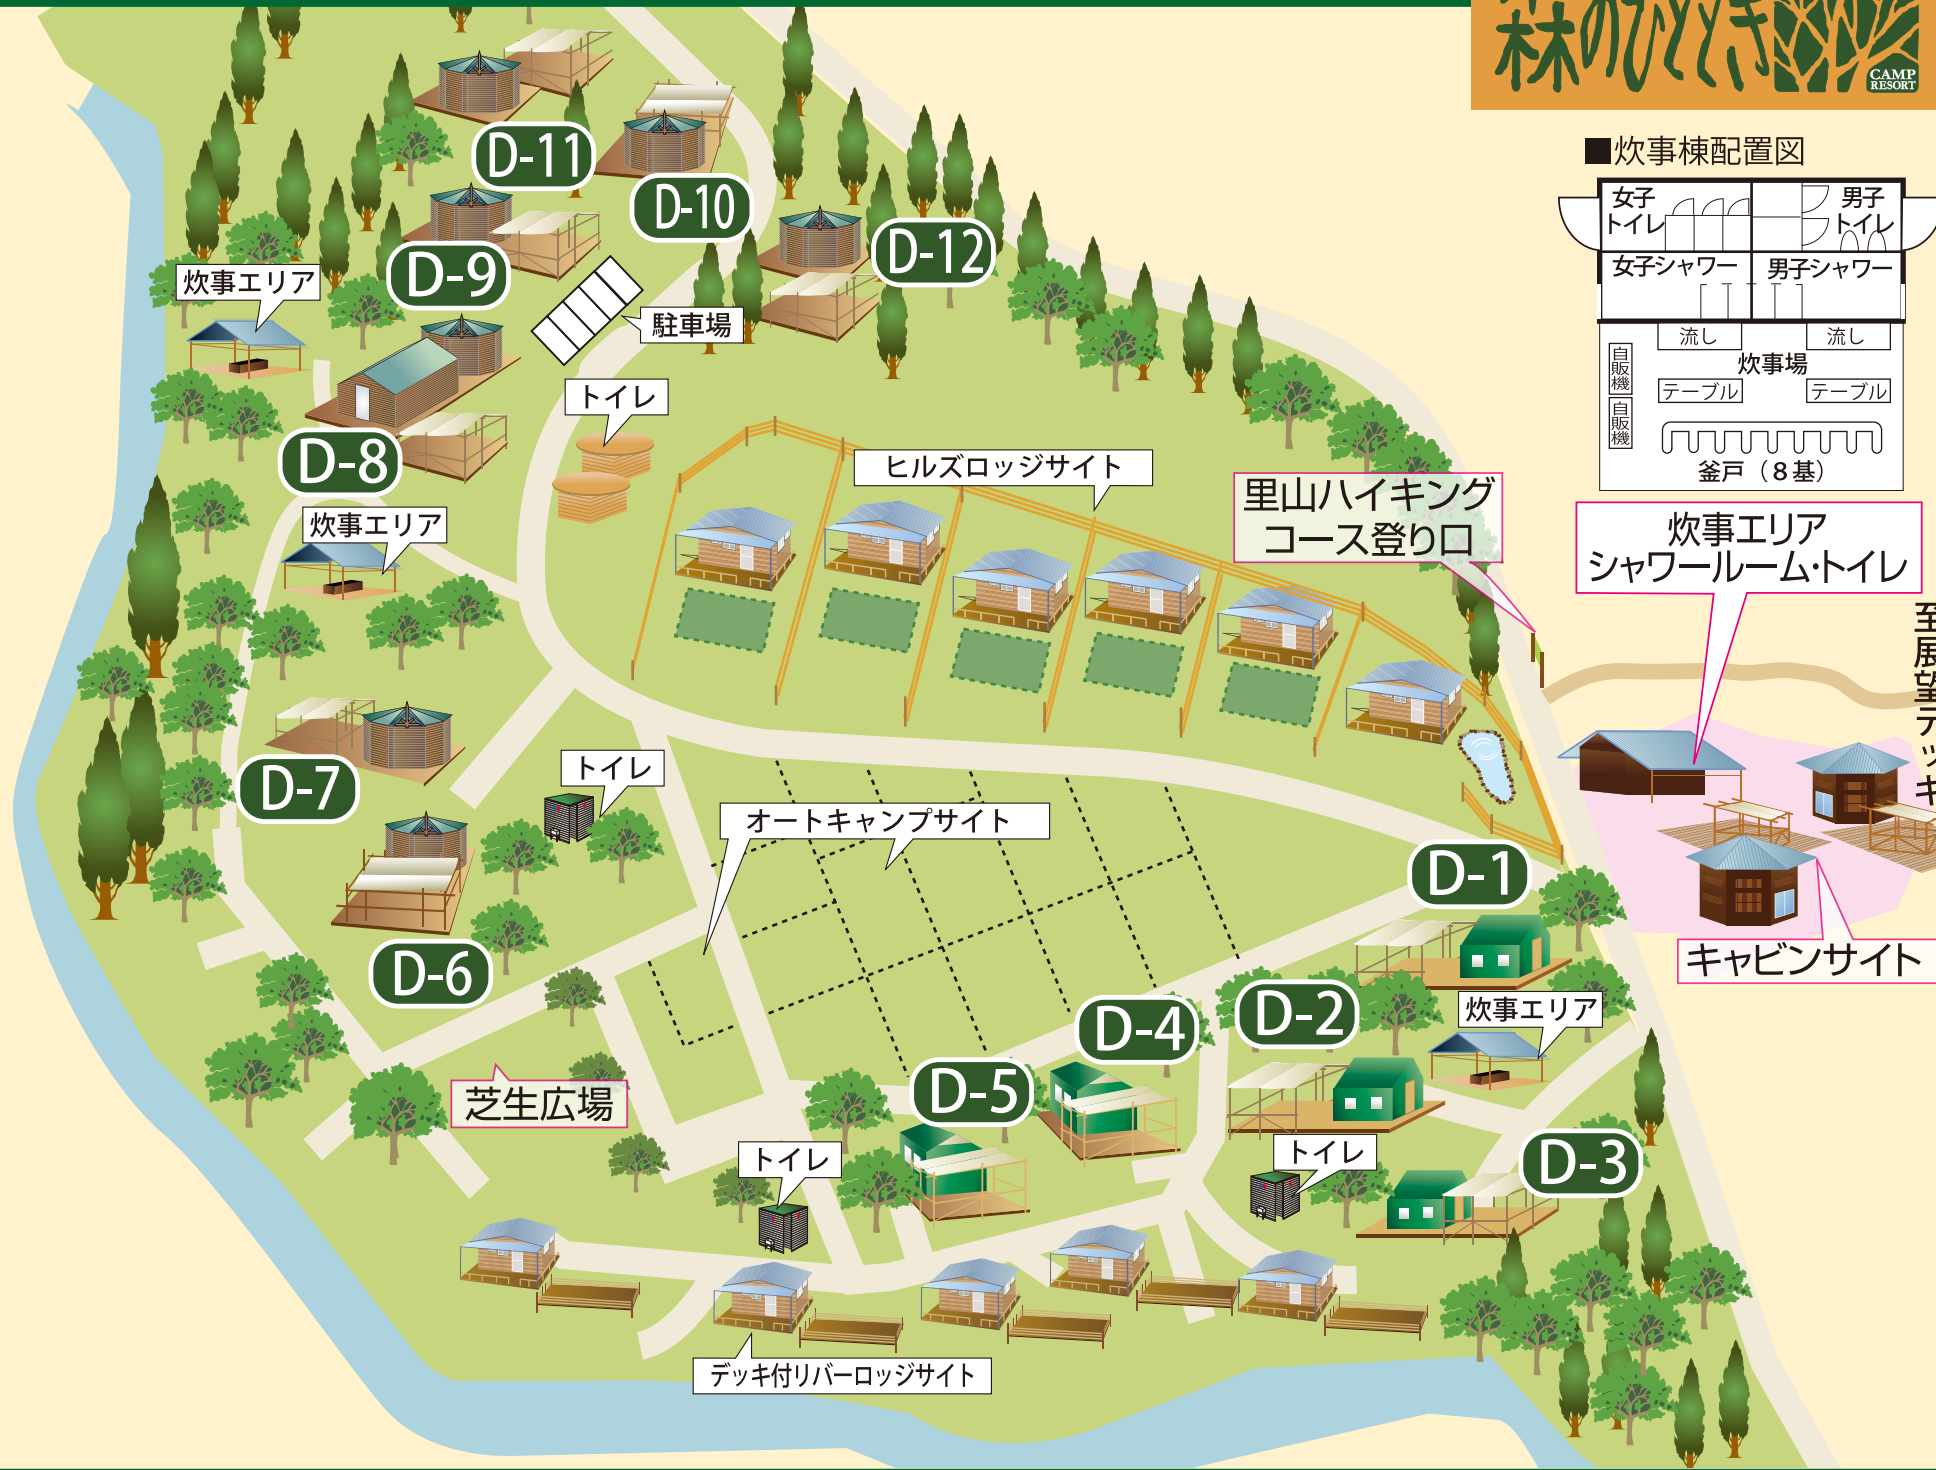 森のひととき
CAMP
RESORT
■炊事棟配置図
女子
トイレ
男子
トイレ
女子シャワー
男子シャワー
流し
流し
自販機
炊事場
テーブル
テーブル
自販機
釜戸（8基）
D-11
D-10
D-12
D-9
炊事エリア
駐車場
トイレ
D-8
ヒルズロッジサイト
里山ハイキング
コース登り口
炊事エリア
シャワールーム・トイレ
炊事エリア
至展望デッキ
D-7
トイレ
オートキャンプサイト
D-1
D-6
キャビンサイト
D-2
炊事エリア
D-4
D-5
芝生広場
トイレ
トイレ
D-3
デッキ付リバーロッジサイト